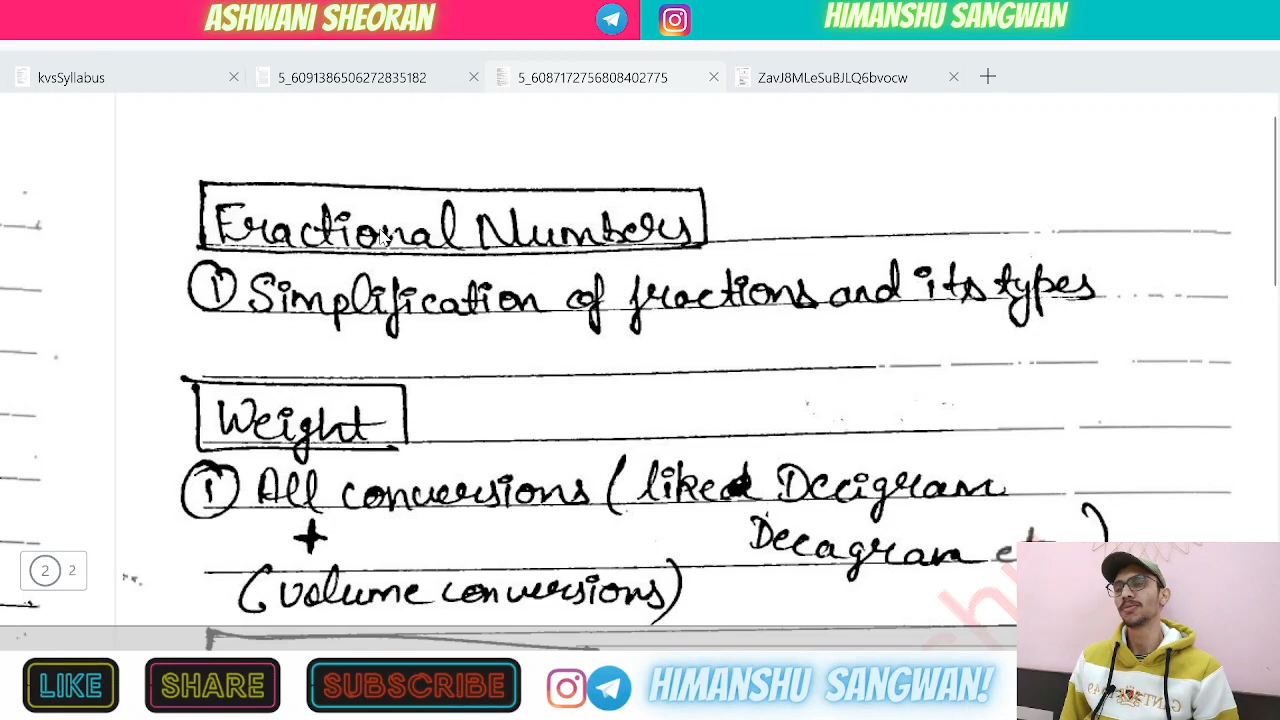 ASHWANI SHEORAN
HIMANSHU SANGWAN
kvsSyllabus
5_6091386506272835182
5_6087172756808402775
ZavJ8MLeSuBJLQ6bvocw
Fractional Numbers
① Simplification of fractions and its types
Weight
① All conversions (like Decigram
Decagram )
+
(volume conversions)
2 2
LIKE
SHARE
SUBSCRIBE
HIMANSHU SANGWAN!